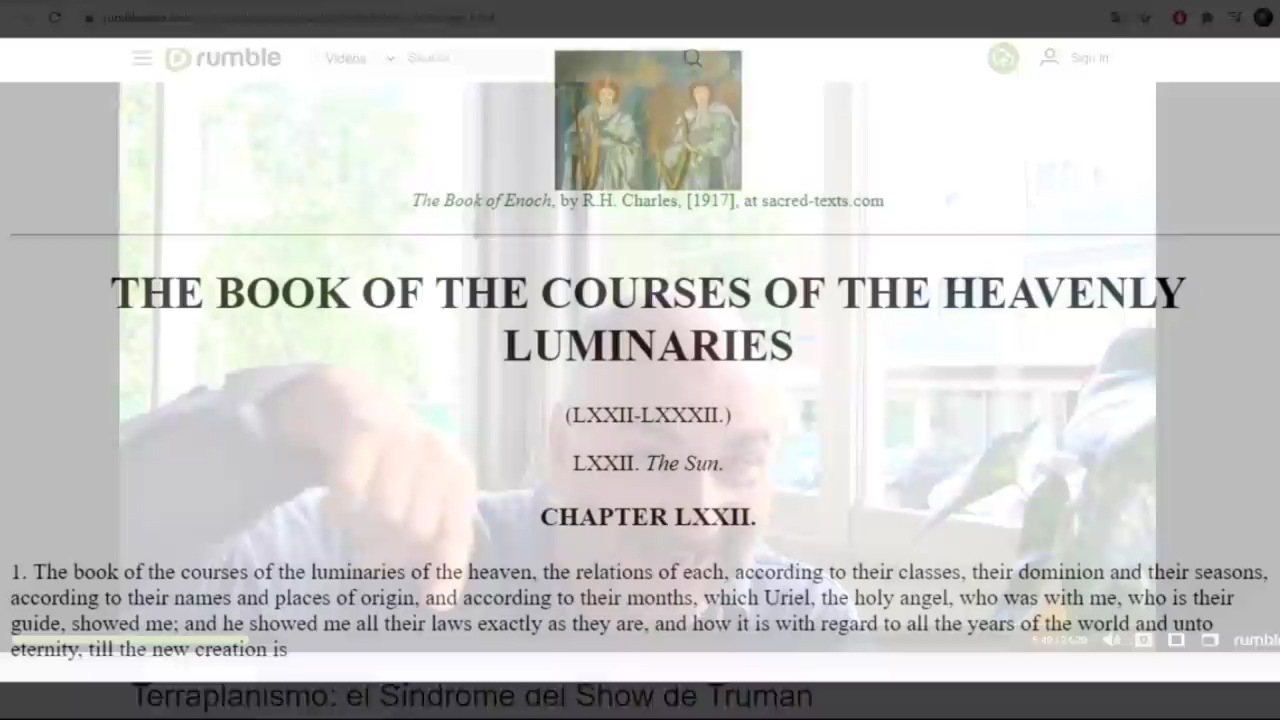 rumble
Videos
Search
Sign In
The Book of Enoch, by R.H. Charles, [1917], at sacred-texts.com
THE BOOK OF THE COURSES OF THE HEAVENLY
LUMINARIES
(LXXII-LXXXII.)
LXXII. The Sun.
CHAPTER LXXII.
1. The book of the courses of the luminaries of the heaven, the relations of each, according to their classes, their dominion and their seasons,
according to their names and places of origin, and according to their months, which Uriel, the holy angel, who was with me, who is their
guide, showed me; and he showed me all their laws exactly as they are, and how it is with regard to all the years of the world and unto
eternity, till the new creation is
rumble
Terraplanismo: el Síndrome del Show de Truman